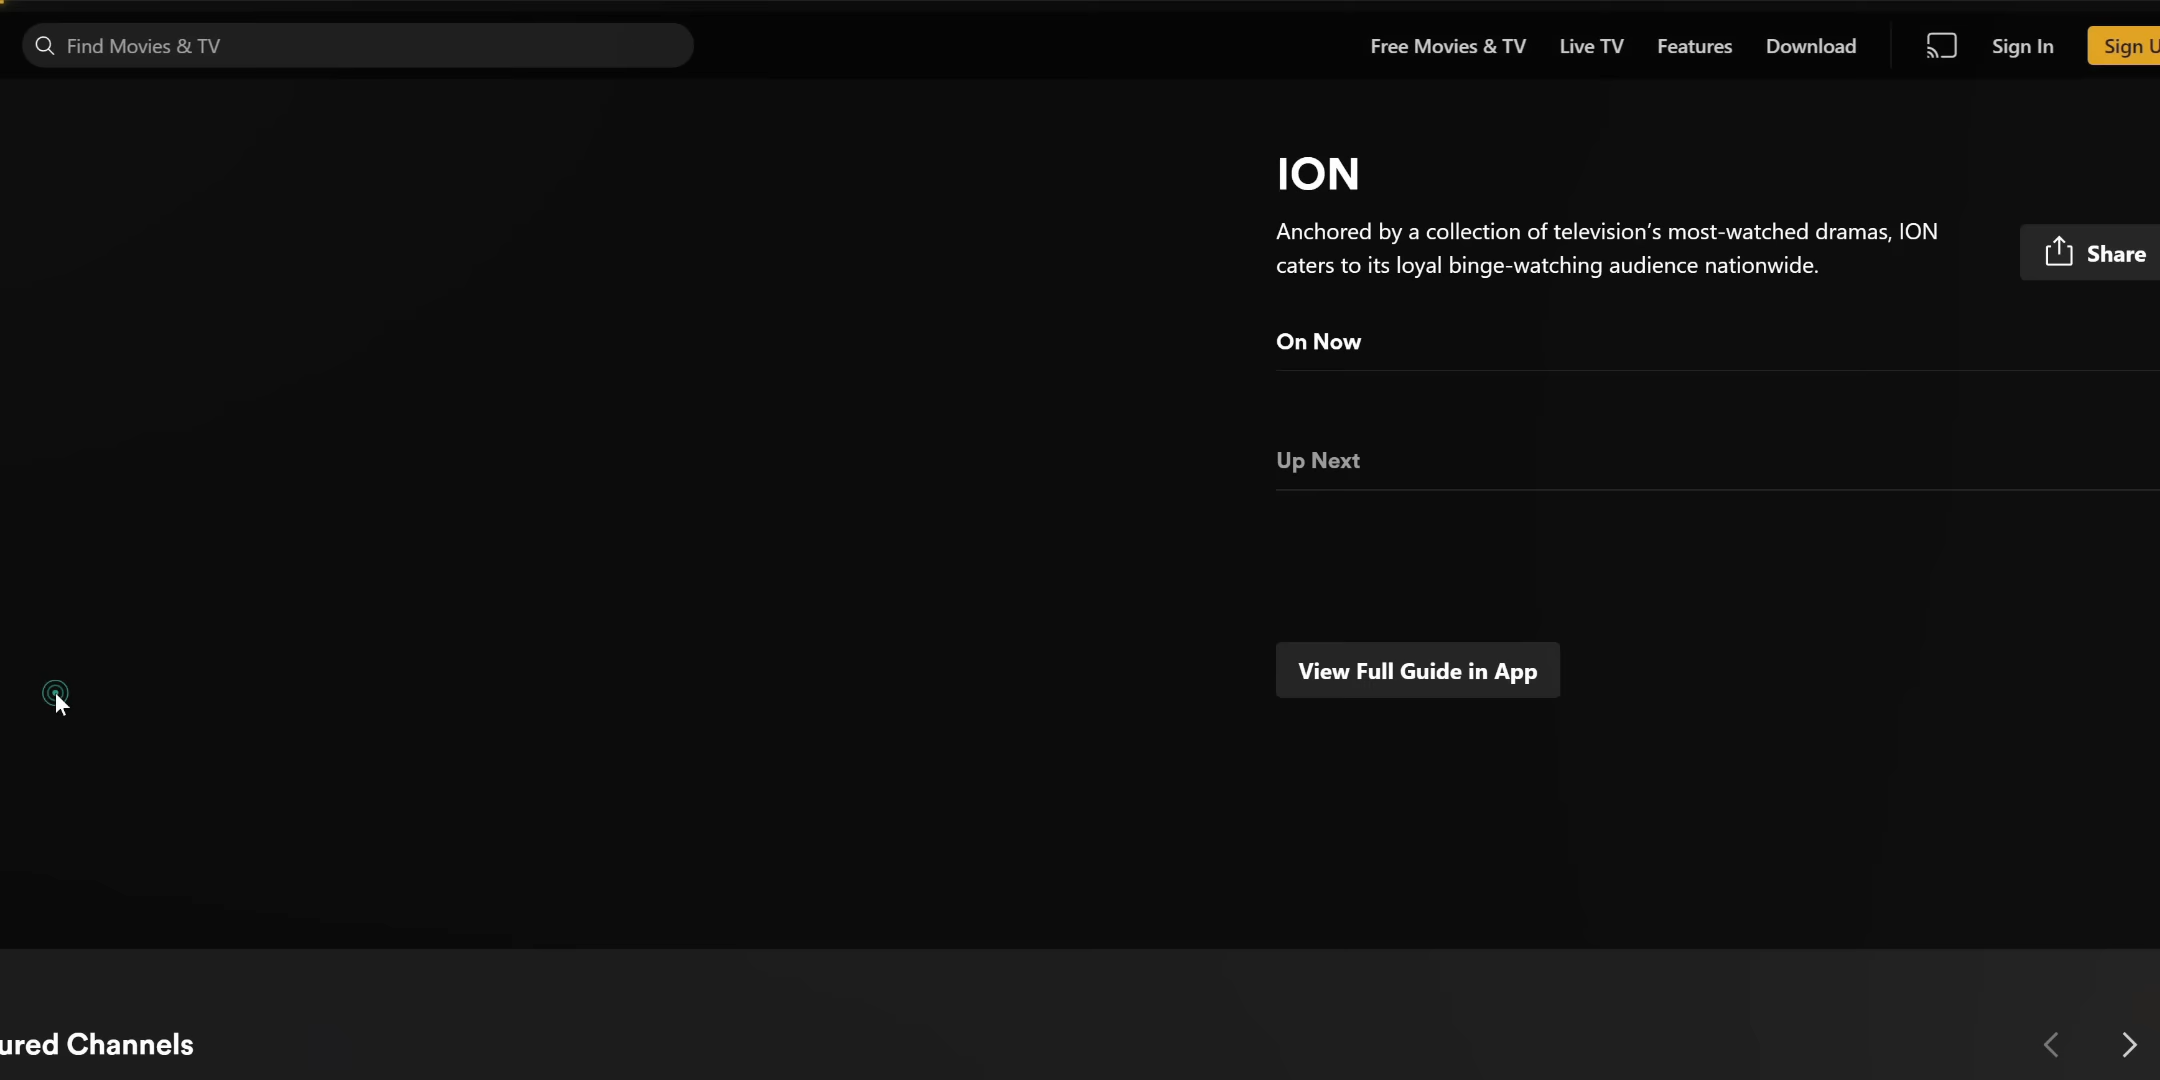 Find Movies & TV
Free Movies & TV
Live TV
Features
Download
Sign In
Sign U
ION
Anchored by a collection of television's most-watched dramas, ION
caters to its loyal binge-watching audience nationwide.
Share
On Now
Up Next
View Full Guide in App
ured Channels